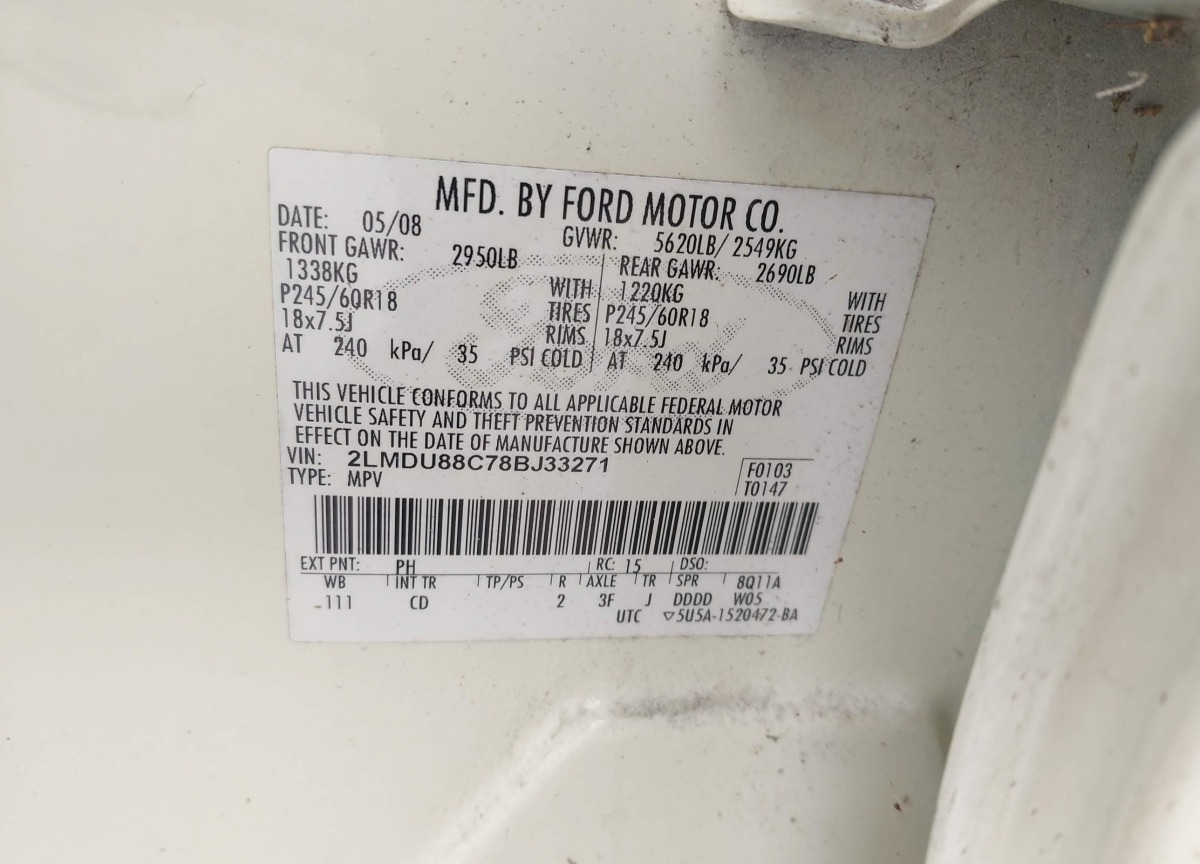 MFD. BY FORD MOTOR CO.
DATE: 05/08 GVWR: 5620LB/ 2549KG
FRONT GAWR: 2950LB REAR GAWR: 2690LB
1338KG WITH 1220KG WITH
P245/60R18 TIRES P245/60R18 TIRES
18x7.5J RIMS 18x7.5J RIMS
AT 240 kPa/ 35 PSI COLD AT 240 kPa/ 35 PSI COLD
THIS VEHICLE CONFORMS TO ALL APPLICABLE FEDERAL MOTOR
VEHICLE SAFETY AND THEFT PREVENTION STANDARDS IN
EFFECT ON THE DATE OF MANUFACTURE SHOWN ABOVE.
VIN: 2LMDU88C78BJ33271 F0103
TYPE: MPV T0147
EXT PNT: PH RC: 15 DSO:
WB INT TR TP/PS R AXLE TR SPR 8Q11A
111 CD 2 3F J DDDD W05
UTC ▽5U5A-1520472-BA